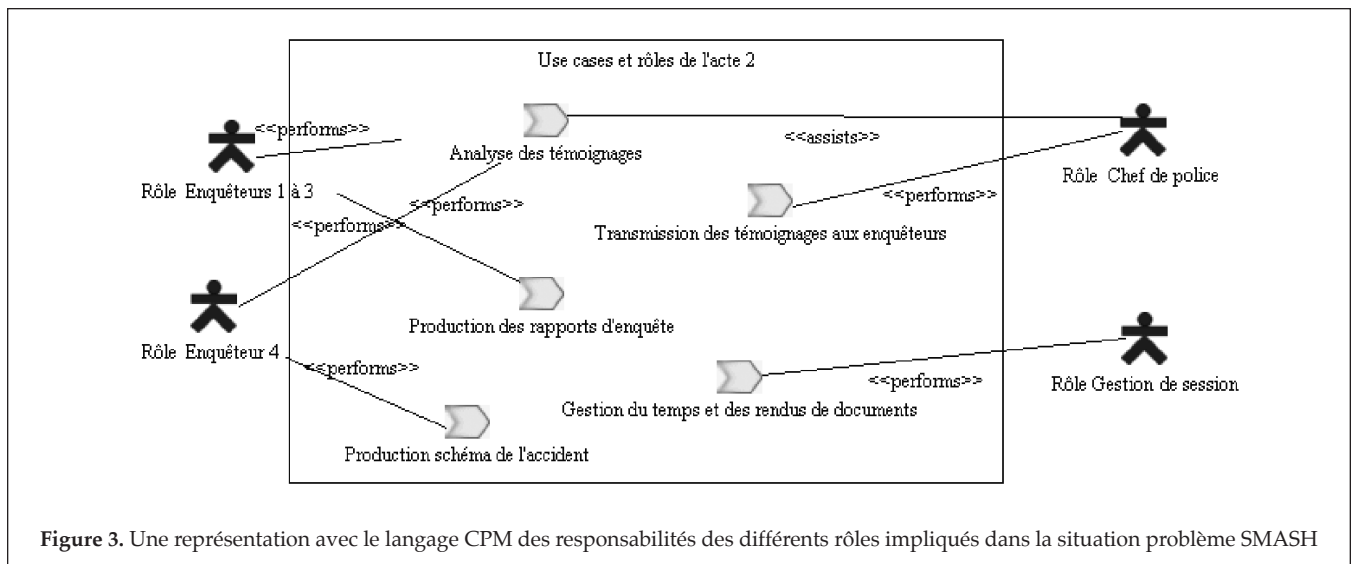 Use cases et rôles de l'acte 2
<<performs>>
<<assists>>
Analyse des témoignages
Rôle Enquêteurs 1 à 3
Rôle Chef de police
<<performs>>
<<performs>>
<<performs>>
Transmission des témoignages aux enquêteurs
Production des rapports d'enquête
Rôle Enquêteur 4
<<performs>>
<<performs>>
Rôle Gestion de session
Gestion du temps et des rendus de documents
Production schéma de l'accident
Figure 3. Une représentation avec le langage CPM des responsabilités des différents rôles impliqués dans la situation problème SMASH